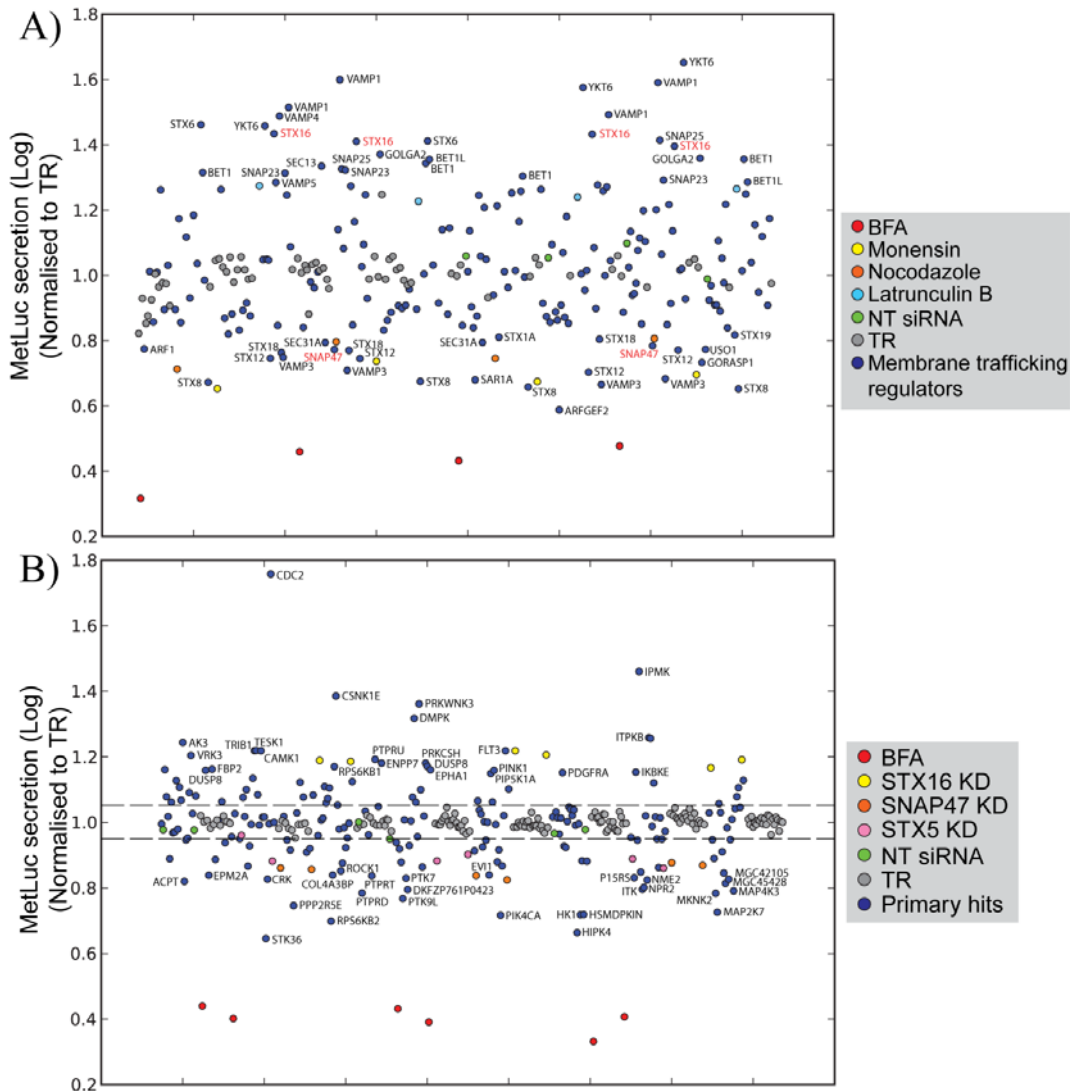 A)
MetLuc secretion (Log)
(Normalised to TR)
1.8
1.6
1.4
1.2
1.0
0.8
0.6
0.4
0.2
YKT6
VAMP1
YKT6
VAMP1
VAMP1
VAMP4
VAMP1
STX6
YKT6
STX16
STX16
STX6
STX16
SNAP25
STX16
GOLGA2
BET1L
BET1
GOLGA2
BET1
SEC13
SNAP25
SNAP23
BET1
SNAP23
VAMP5
BET1
SNAP23
BET1L
ARF1
STX18
STX12
VAMP3
SEC31A
SNAP47
STX18
STX12
VAMP3
STX8
STX8
SEC31A
STX1A
SAR1A
STX8
ARFGEF2
STX18
STX12
VAMP3
SNAP47
STX12
VAMP3
USO1
GORASP1
STX19
STX8
BFA
Monensin
Nocodazole
Latrunculin B
NT siRNA
TR
Membrane trafficking
regulators
B)
MetLuc secretion (Log)
(Normalised to TR)
1.8
1.6
1.4
1.2
1.0
0.8
0.6
0.4
0.2
CDC2
IPMK
CSNK1E
PRKWNK3
DMPK
AK3
VRK3
FBP2
DUSP8
TRIB1
TESK1
CAMK1
RPS6KB1
PTPRU
ENPP7
PRKCSH
DUSP8
EPHA1
FLT3
PINK1
PIP5K1A
PDGFRA
ITPKB
IKBKE
ACPT
EPM2A
CRK
COL4A3BP
ROCK1
PTPRT
PTPRD
PPP2R5E
RPS6KB2
STK36
PTK7
DKFZP761P0423
PTK9L
EVI1
PIK4CA
HK1
HSMDPKIN
HIPK4
P15RS
ITK
NME2
NPR2
MKNK2
MGC42105
MGC45428
MAP4K3
MAP2K7
BFA
STX16 KD
SNAP47 KD
STX5 KD
NT siRNA
TR
Primary hits